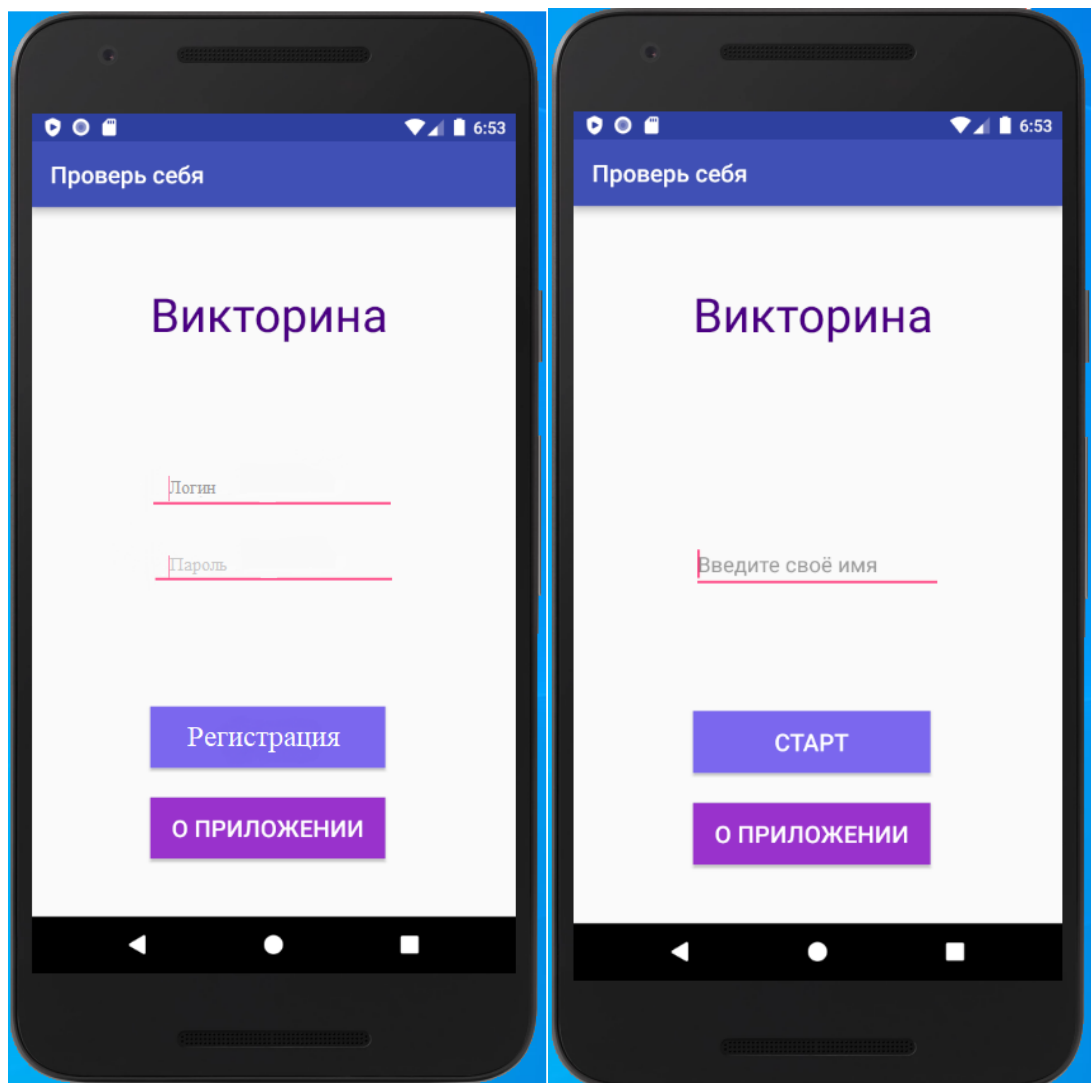 6:53
Проверь себя
Викторина
Логин
Пароль
Регистрация
О ПРИЛОЖЕНИИ
6:53
Проверь себя
Викторина
Введите своё имя
СТАРТ
О ПРИЛОЖЕНИИ